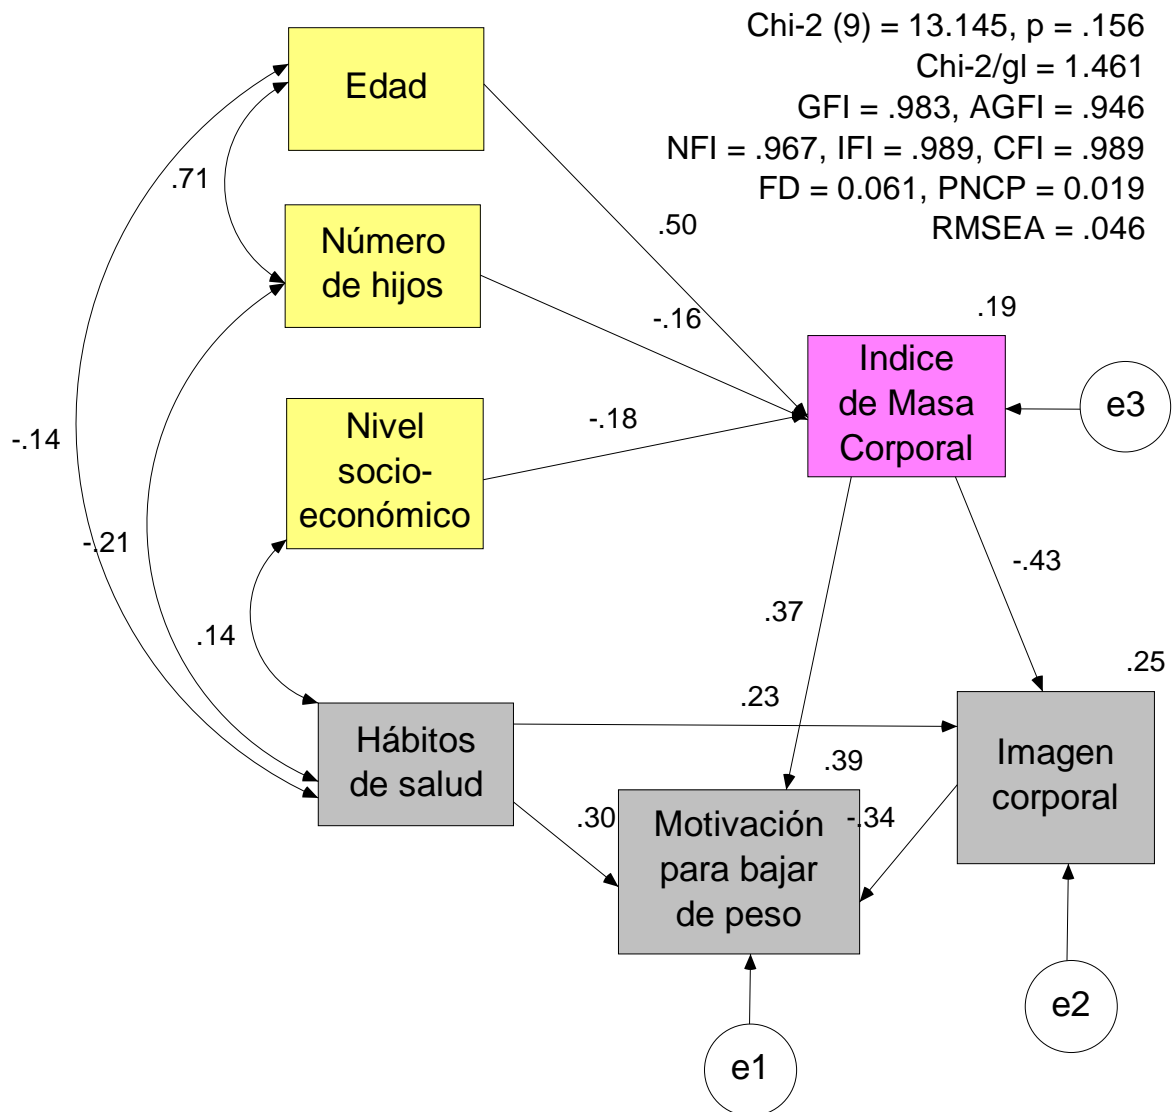 Chi-2 (9) = 13.145, p = .156
Chi-2/gl = 1.461
GFI = .983, AGFI = .946
NFI = .967, IFI = .989, CFI = .989
FD = 0.061, PNCP = 0.019
RMSEA = .046
Edad
.71
Número
de hijos
.50
-.16
.19
Indice
de Masa
Corporal
e3
Nivel
socio-
económico
-.18
-.14
-.21
.14
.37
-.43
.25
.23
Hábitos
de salud
.39
Imagen
corporal
.30
Motivación
para bajar
de peso
-.34
e2
e1